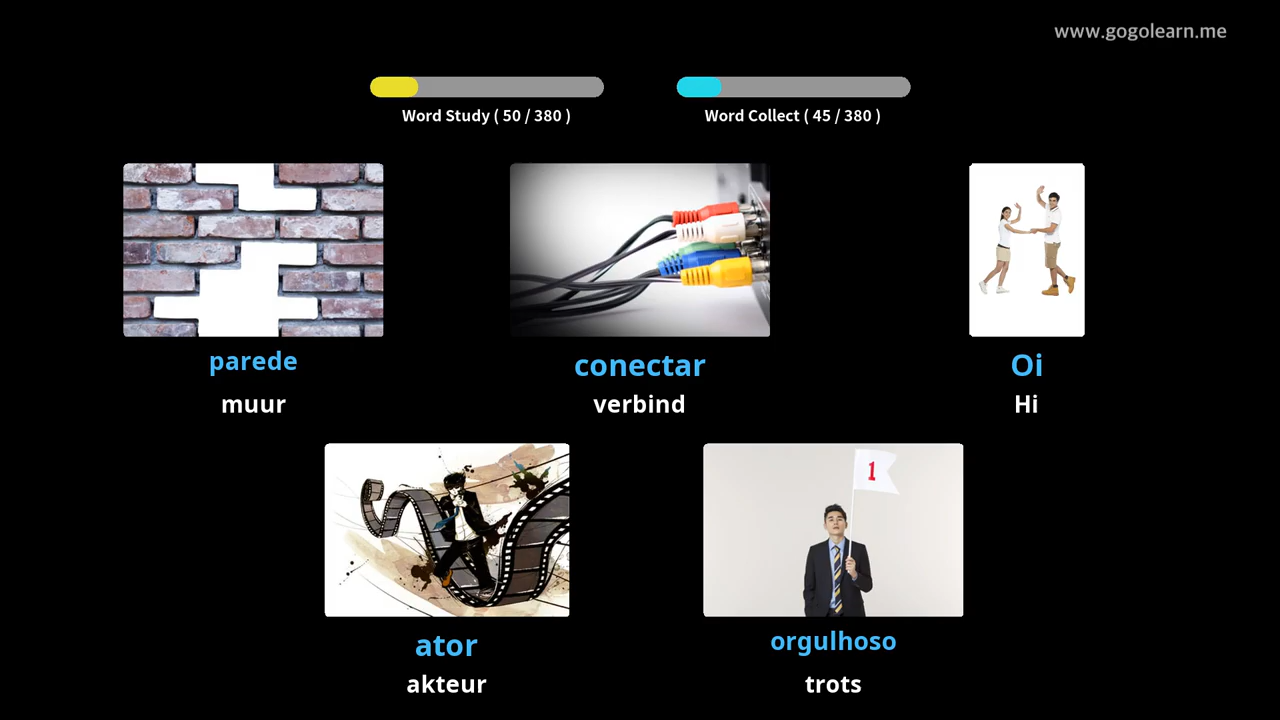 www.gogolearn.me
Word Study ( 50 / 380 )
Word Collect ( 45 / 380 )
parede
conectar
Oi
muur
verbind
Hi
1
ator
orgulhoso
akteur
trots